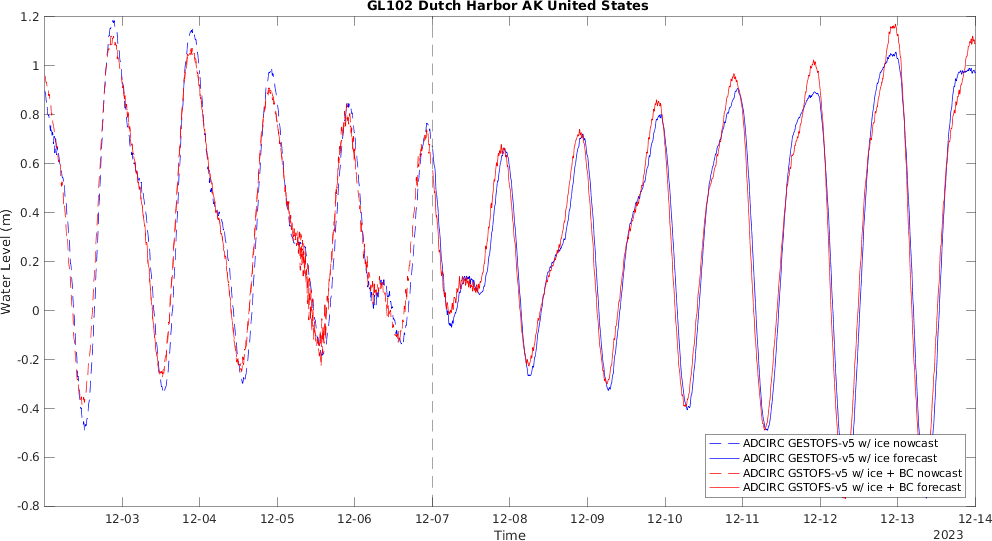 GL102 Dutch Harbor AK United States
1.2
1
0.8
0.6
0.4
0.2
0
-0.2
-0.4
-0.6
-0.8
Water Level (m)
ADCIRC GESTOFS-v5 w/ ice nowcast
ADCIRC GESTOFS-v5 w/ ice forecast
ADCIRC GSTOFS-v5 w/ ice + BC nowcast
ADCIRC GSTOFS-v5 w/ ice + BC forecast
12-03 12-04 12-05 12-06 12-07 12-08 12-09 12-10 12-11 12-12 12-13 12-14
Time
2023